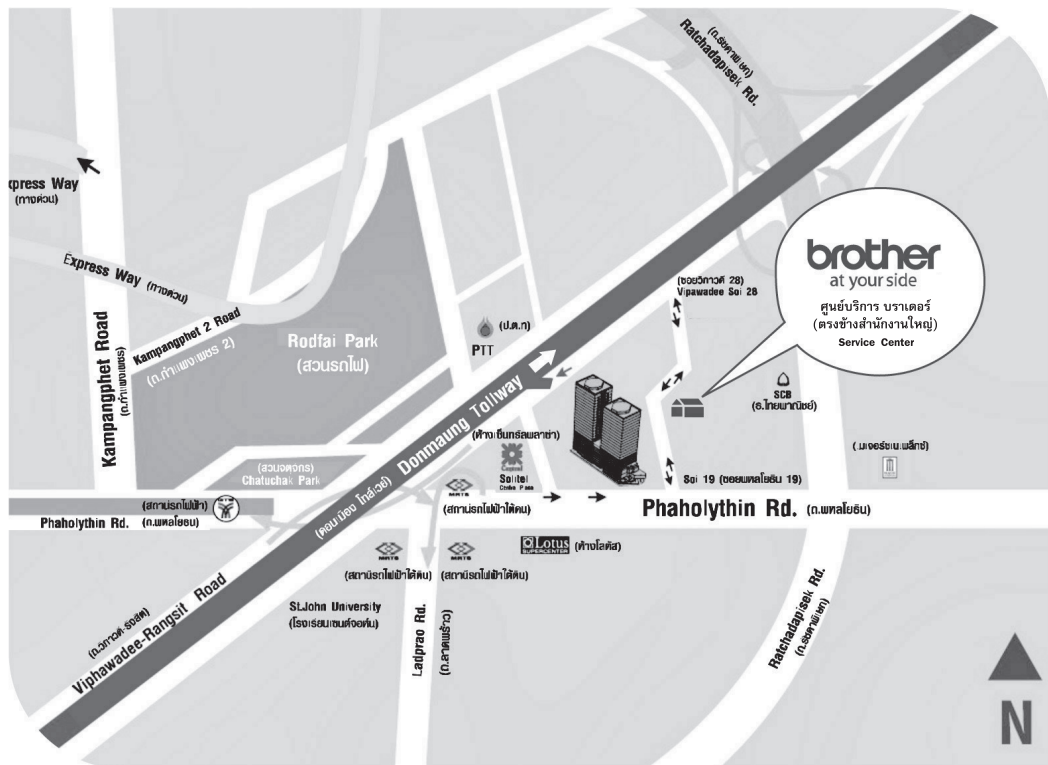 (ถ.รัชดาภิเษก)
Ratchadapisek Rd.
xpress Way
(ทางด่วน)
Express Way (ทางด่วน)
Kampangphet Road
(ถ.กำแพงเพชร)
Kampangphet 2 Road
(ถ.กำแพงเพชร 2)
Rodfai Park
(สวนรถไฟ)
(ป.ต.ท)
PTT
(ซอยวิภาวดี 28)
Vipawadee Soi 28
brother
at your side
ศูนย์บริการ บราเดอร์
(ตรงข้ามสำนักงานใหญ่)
Service Center
SCB
(ธ.ไทยพาณิชย์)
Donmaung Tollway
(ดอนเมือง โทล์เวย์)
(ห้างเซ็นทรัลพลาซ่า)
Central
Sofitel
(สวนจตุจักร)
Chatuchak Park
(สถานีรถไฟฟ้า)
Phaholythin Rd. (ถ.พหลโยธิน)
MRTS
(สถานีรถไฟฟ้าใต้ดิน)
Soi 19 (ซอยพหลโยธิน 19)
Phaholythin Rd. (ถ.พหลโยธิน)
MRTS
(สถานีรถไฟฟ้าใต้ดิน)
MRTS
(สถานีรถไฟฟ้าใต้ดิน)
Lotus
SUPERCENTER
(ห้างโลตัส)
St.John University
(โรงเรียนเซนต์จอห์น)
Ladprao Rd.
(ถ.ลาดพร้าว)
Ratchadapisek Rd.
(ถ.รัชดาภิเษก)
(ถ.วิภาวดี-รังสิต)
Viphawadee-Rangsit Road
N